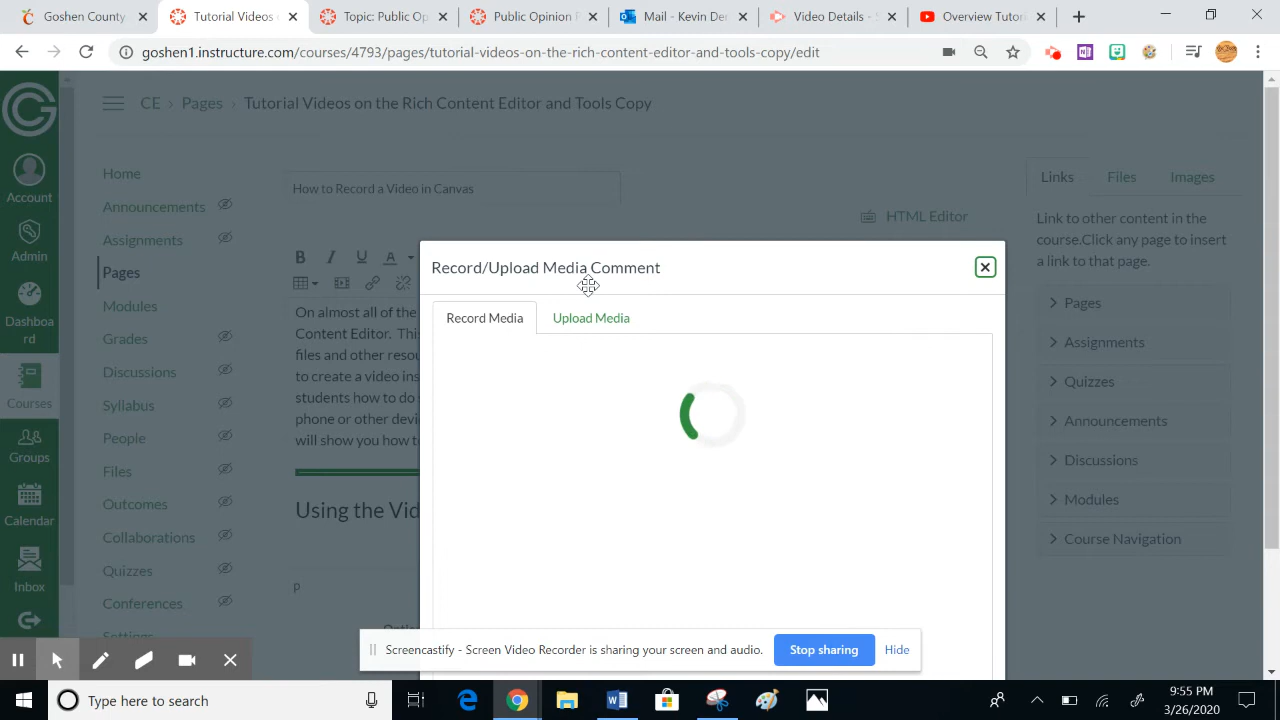 Goshen County
Tutorial Videos
Topic: Public Op
Public Opinion F
Mail - Kevin De
Video Details - S
Overview Tutor
goshen1.instructure.com/courses/4793/pages/tutorial-videos-on-the-rich-content-editor-and-tools-copy/edit
CE > Pages > Tutorial Videos on the Rich Content Editor and Tools Copy
Account
Admin
Dashboa
rd
Courses
Groups
Calendar
Inbox
Home
Announcements
Assignments
Pages
Modules
Grades
Discussions
Syllabus
People
Files
Outcomes
Collaborations
Quizzes
Conferences
Settings
How to Record a Video in Canvas
HTML Editor
B I U A
On almost all of the
Content Editor. This
files and other resou
to create a video ins
students how to do
phone or other devi
will show you how t
Using the Vid
p
Record/Upload Media Comment
Record Media
Upload Media
Links
Files
Images
Link to other content in the
course.Click any page to insert
a link to that page.
Pages
Assignments
Quizzes
Announcements
Discussions
Modules
Course Navigation
Screencastify - Screen Video Recorder is sharing your screen and audio.
Stop sharing
Hide
Type here to search
9:55 PM
3/26/2020